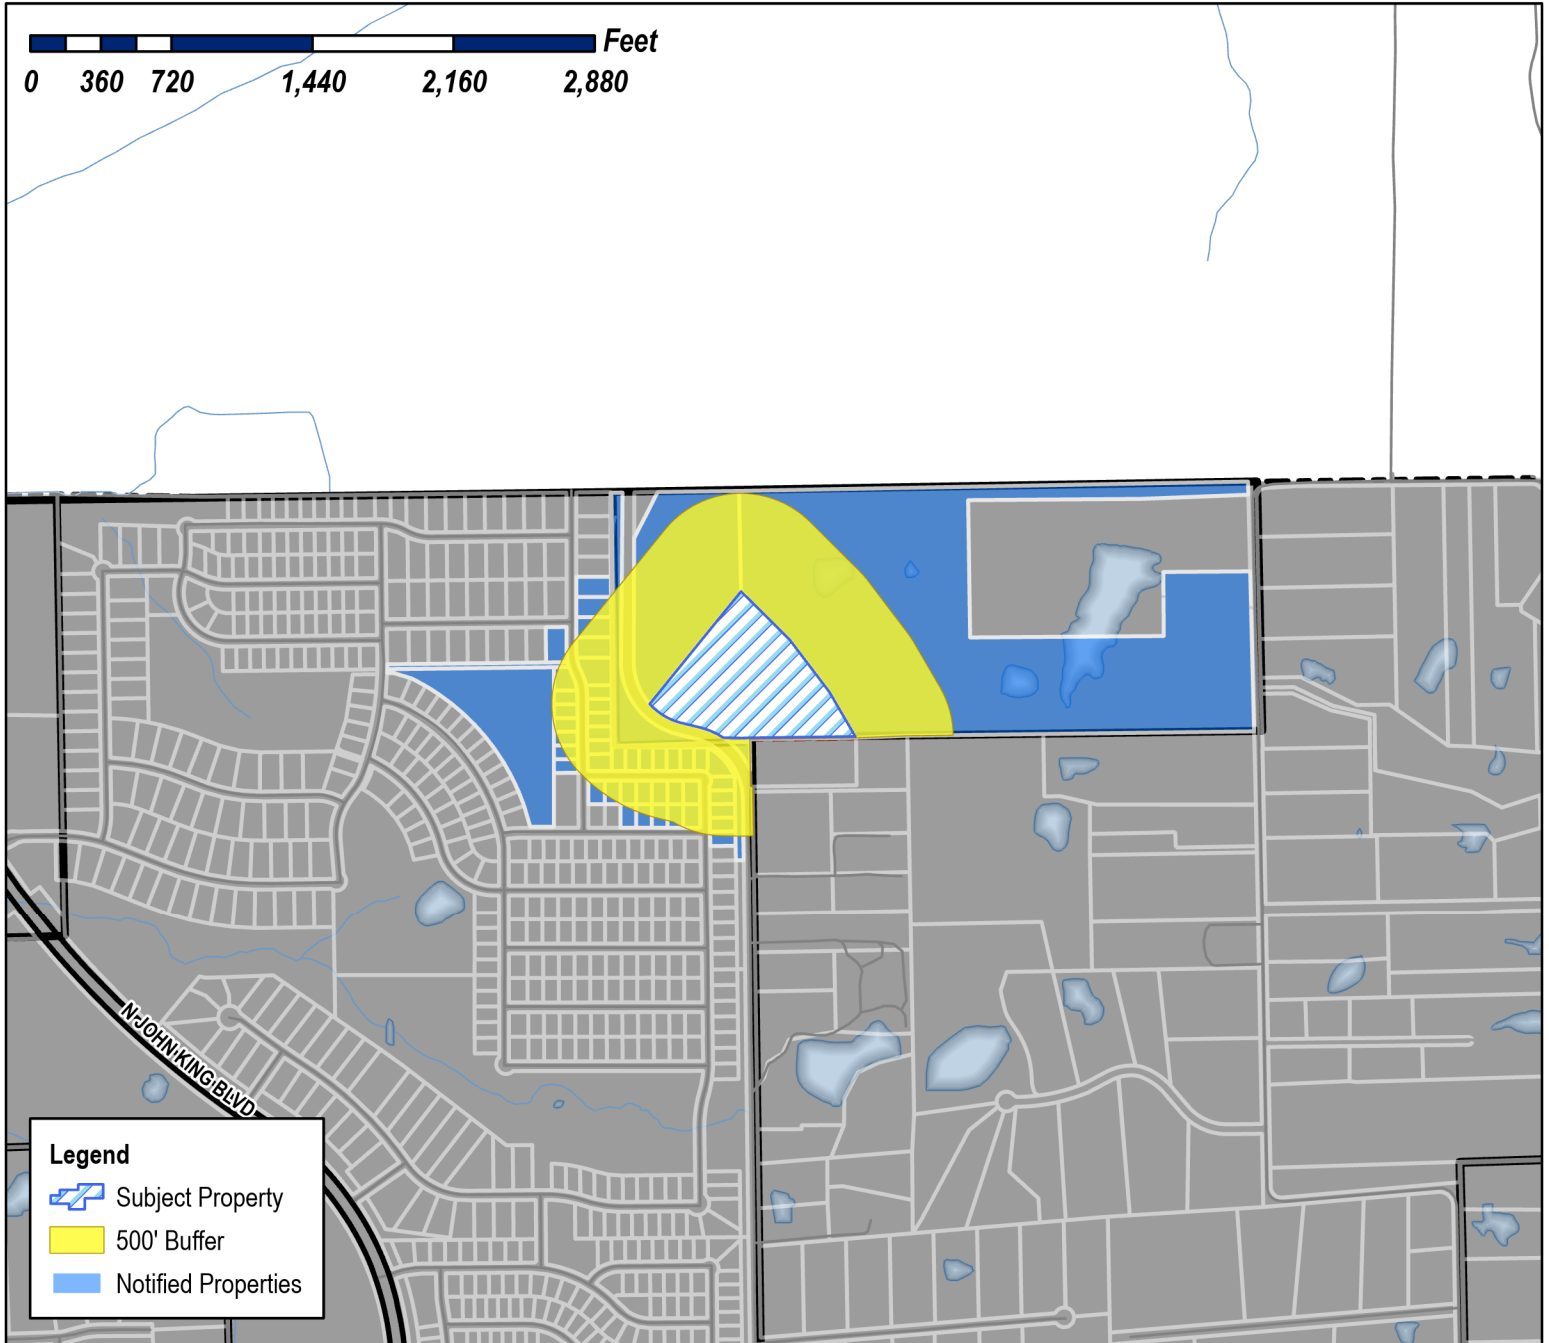 Feet
0 360 720 1,440 2,160 2,880
N JOHN KING BLVD
Legend
Subject Property
500' Buffer
Notified Properties